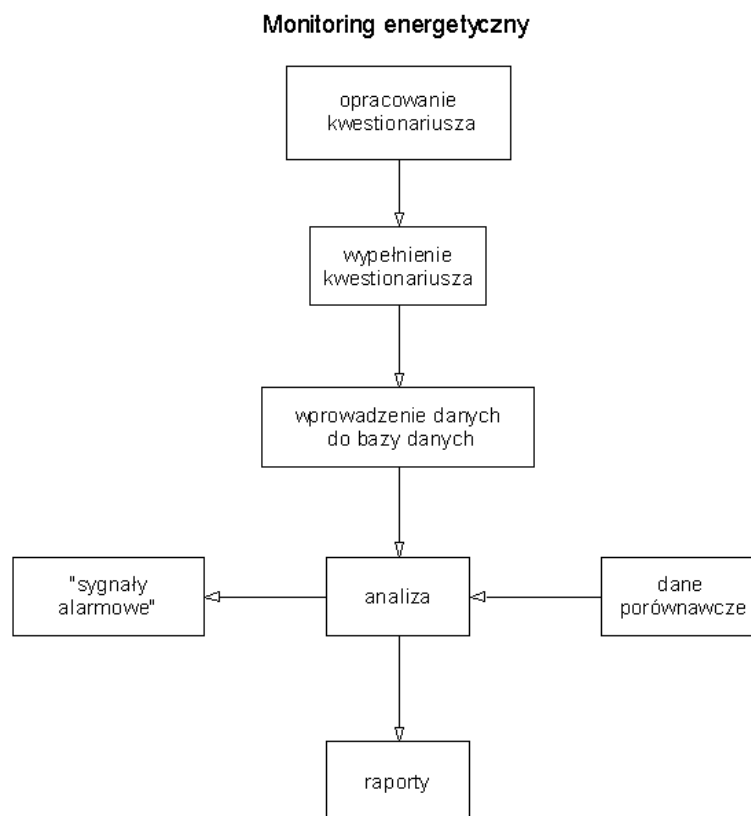 Monitoring energetyczny
opracowanie
kwestionariusza
wypełnienie
kwestionariusza
wprowadzenie danych
do bazy danych
"sygnały
alarmowe"
analiza
dane
porównawcze
raporty